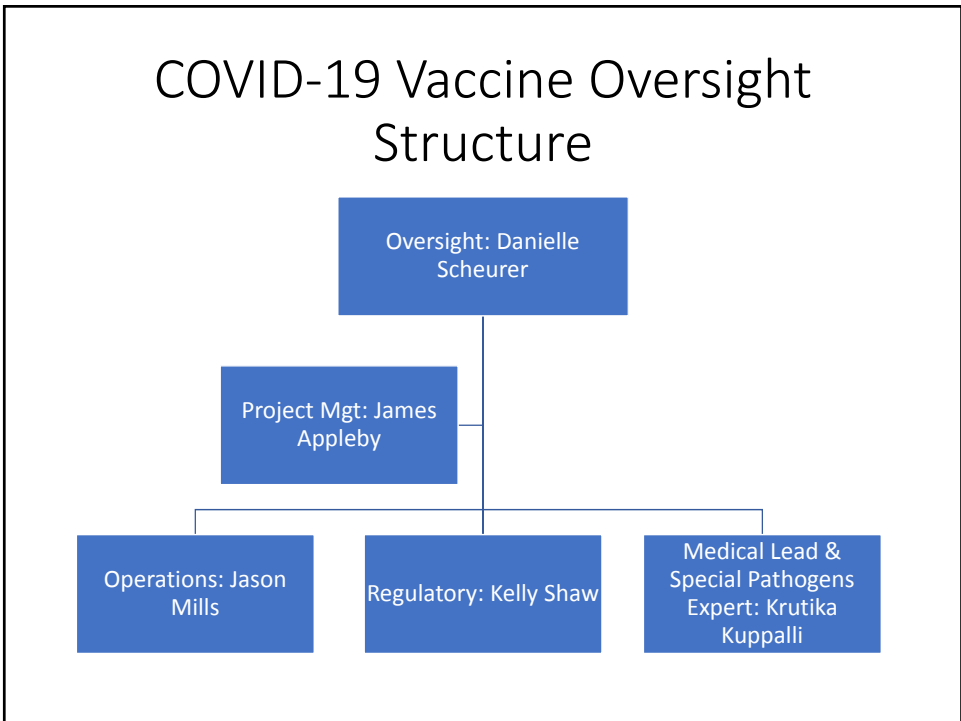 COVID-19 Vaccine Oversight
Structure
Oversight: Danielle
Scheurer
Project Mgt: James
Appleby
Operations: Jason
Mills
Regulatory: Kelly Shaw
Medical Lead &
Special Pathogens
Expert: Krutika
Kuppalli